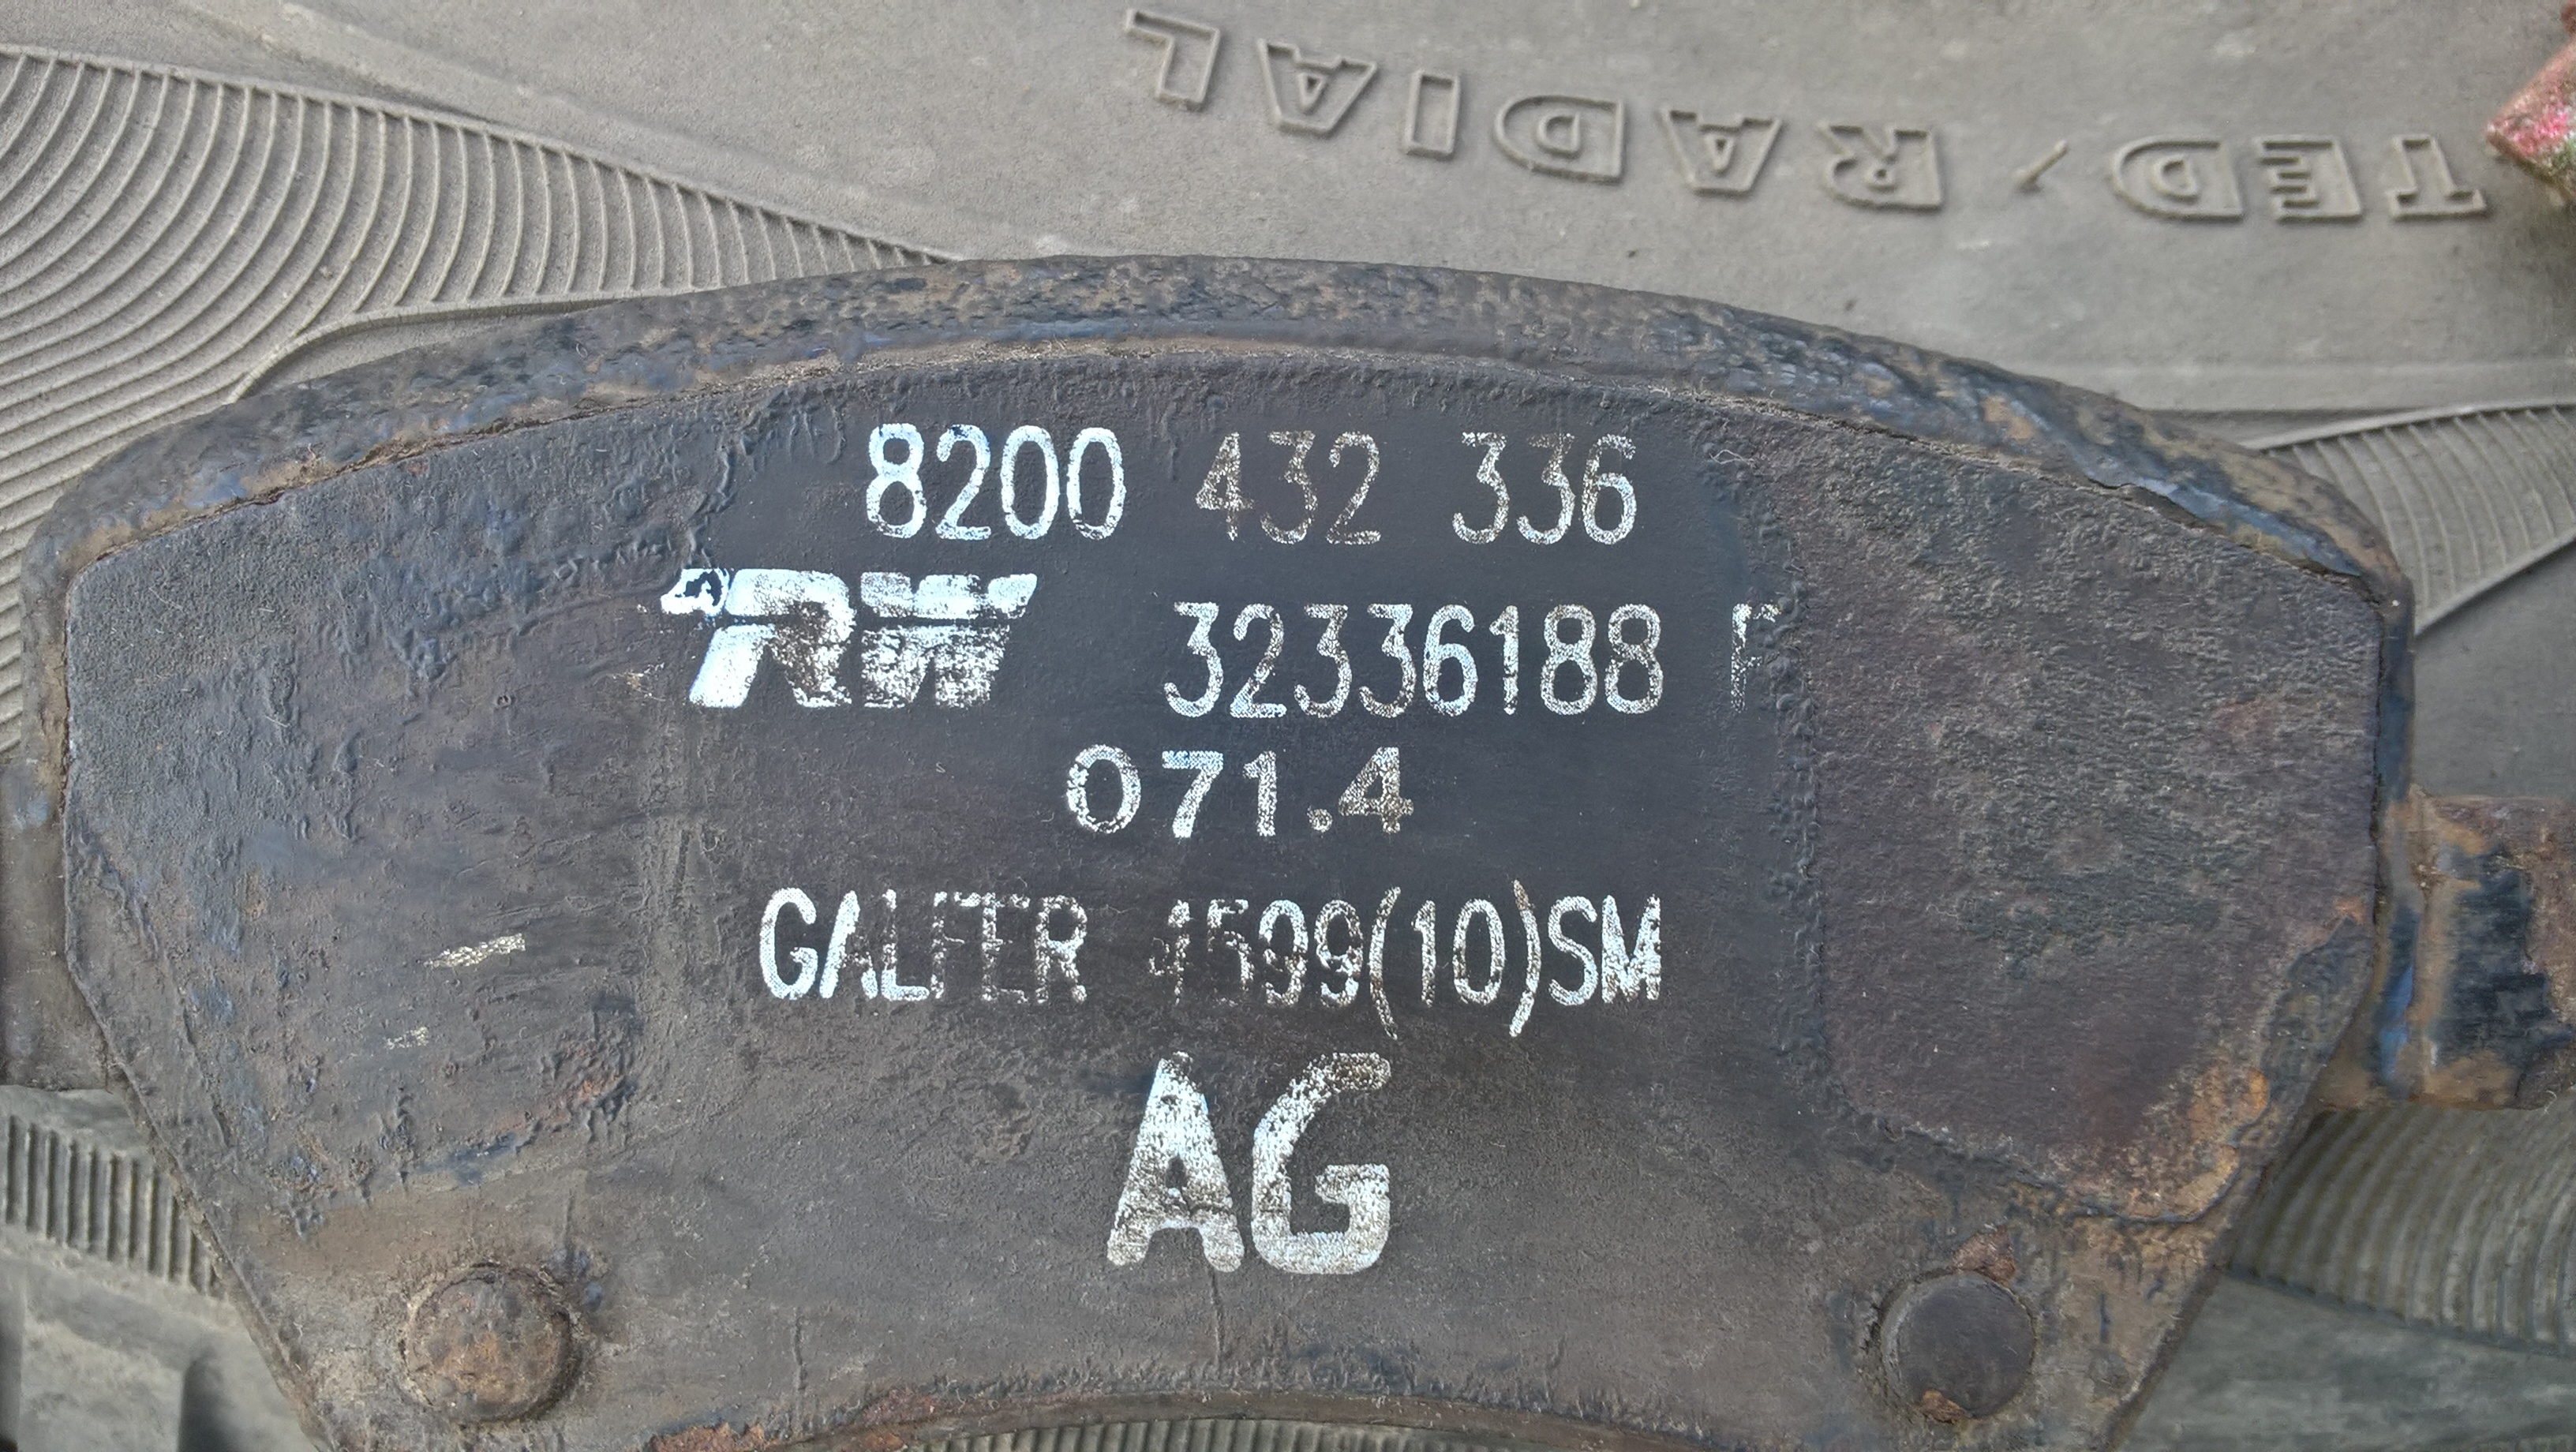 TED RADIAL
8200 432 336
TRW 32336188 F
071.4
GALFER 4599(10)SM
AG